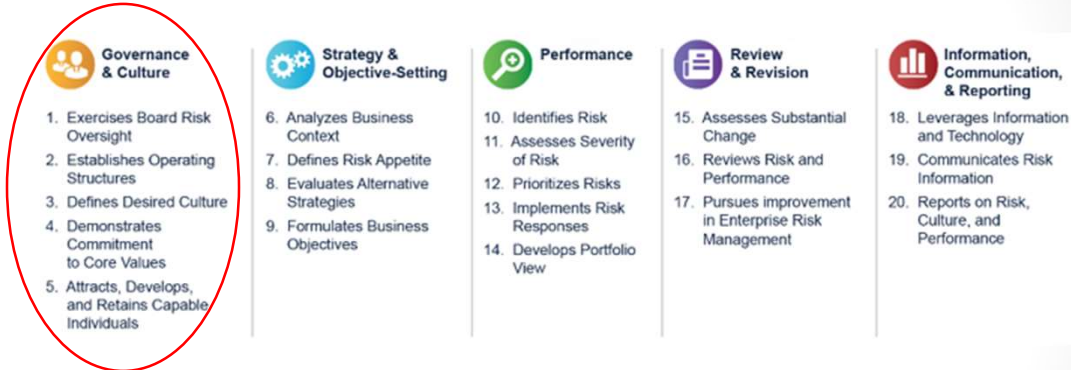 Governance
& Culture
1. Exercises Board Risk
Oversight
2. Establishes Operating
Structures
3. Defines Desired Culture
4. Demonstrates
Commitment
to Core Values
5. Attracts, Develops,
and Retains Capable
Individuals
Strategy &
Objective-Setting
6. Analyzes Business
Context
7. Defines Risk Appetite
8. Evaluates Alternative
Strategies
9. Formulates Business
Objectives
Performance
10. Identifies Risk
11. Assesses Severity
of Risk
12. Prioritizes Risks
13. Implements Risk
Responses
14. Develops Portfolio
View
Review
& Revision
15. Assesses Substantial
Change
16. Reviews Risk and
Performance
17. Pursues improvement
in Enterprise Risk
Management
Information,
Communication,
& Reporting
18. Leverages Information
and Technology
19. Communicates Risk
Information
20. Reports on Risk,
Culture, and
Performance